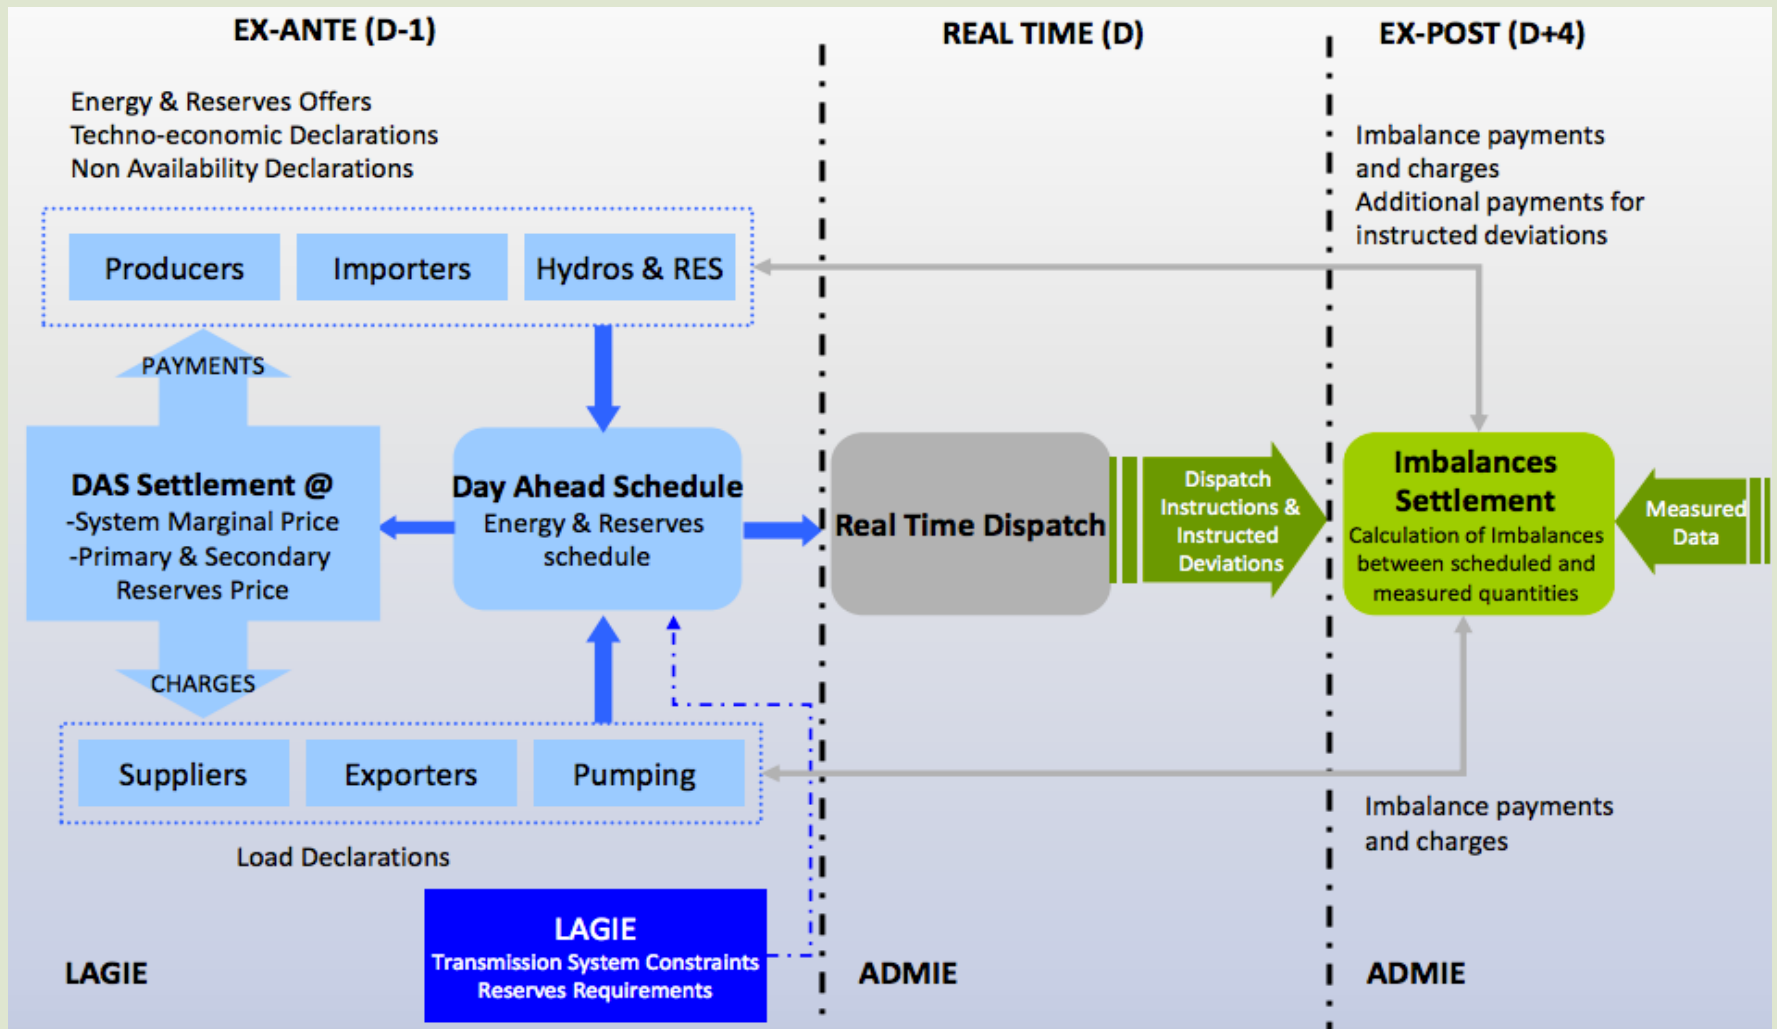 EX-ANTE (D-1)
REAL TIME (D)
EX-POST (D+4)
Energy & Reserves Offers
Techno-economic Declarations
Non Availability Declarations
Imbalance payments
and charges
Additional payments for
instructed deviations
Producers
Importers
Hydros & RES
PAYMENTS
DAS Settlement @
-System Marginal Price
-Primary & Secondary
Reserves Price
Day Ahead Schedule
Energy & Reserves
schedule
Real Time Dispatch
Dispatch
Instructions &
Instructed
Deviations
Imbalances
Settlement
Calculation of Imbalances
between scheduled and
measured quantities
Measured
Data
CHARGES
Suppliers
Exporters
Pumping
Load Declarations
Imbalance payments
and charges
LAGIE
Transmission System Constraints
Reserves Requirements
LAGIE
ADMIE
ADMIE